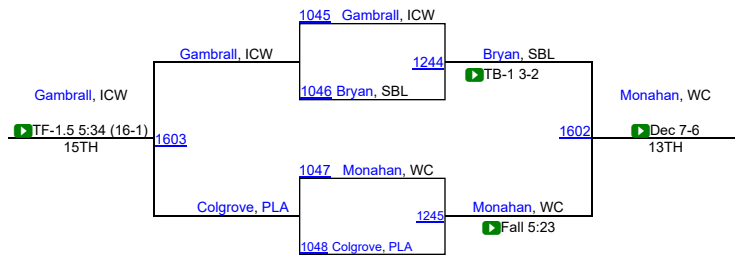 1045 Gambrall, ICW
Gambrall, ICW
1244
Bryan, SBL
TB-1 3-2
1046 Bryan, SBL
Gambrall, ICW
Monahan, WC
TF-1.5 5:34 (16-1)
1603
1602
Dec 7-6
15TH
13TH
1047 Monahan, WC
Colgrove, PLA
1245
Monahan, WC
Fall 5:23
1048 Colgrove, PLA